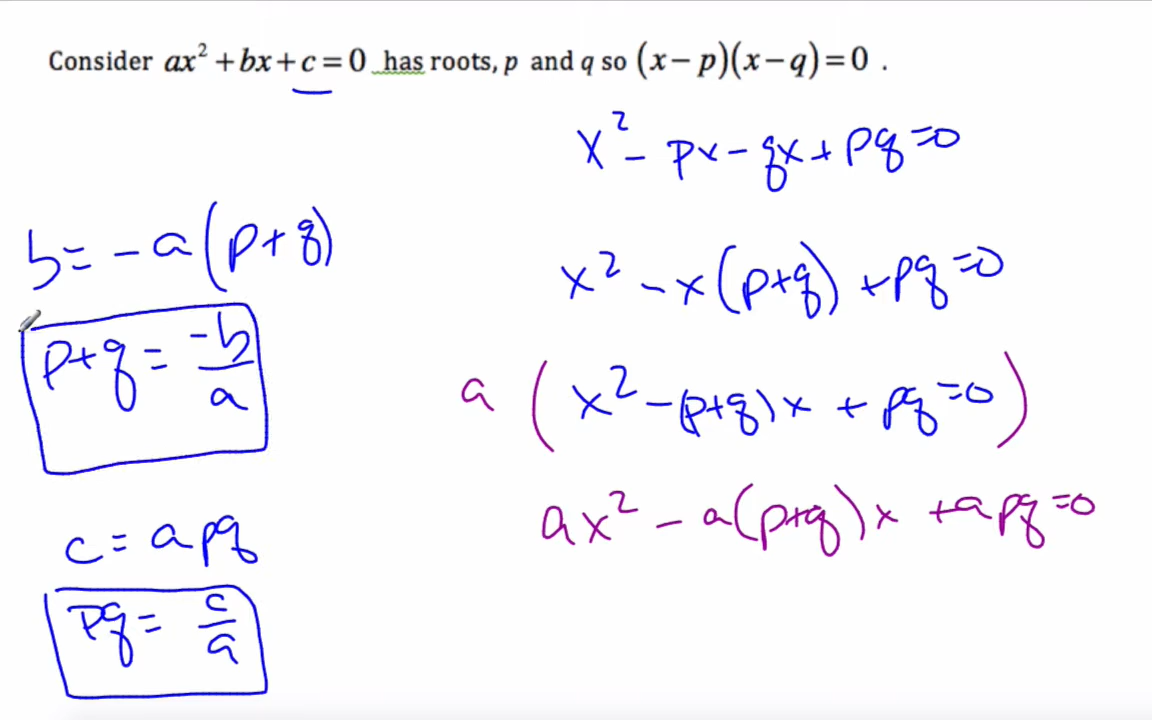 Consider ax² + bx + c = 0 has roots, p and q so (x − p)(x − q) = 0 .
x² - px - qx + pq = 0
b = - a(p+q)
x² - x(p+q) + pq = 0
p+q = -b/a
a ( x² - (p+q)x + pq = 0 )
ax² - a(p+q)x + apq = 0
c = apq
pq = c/a